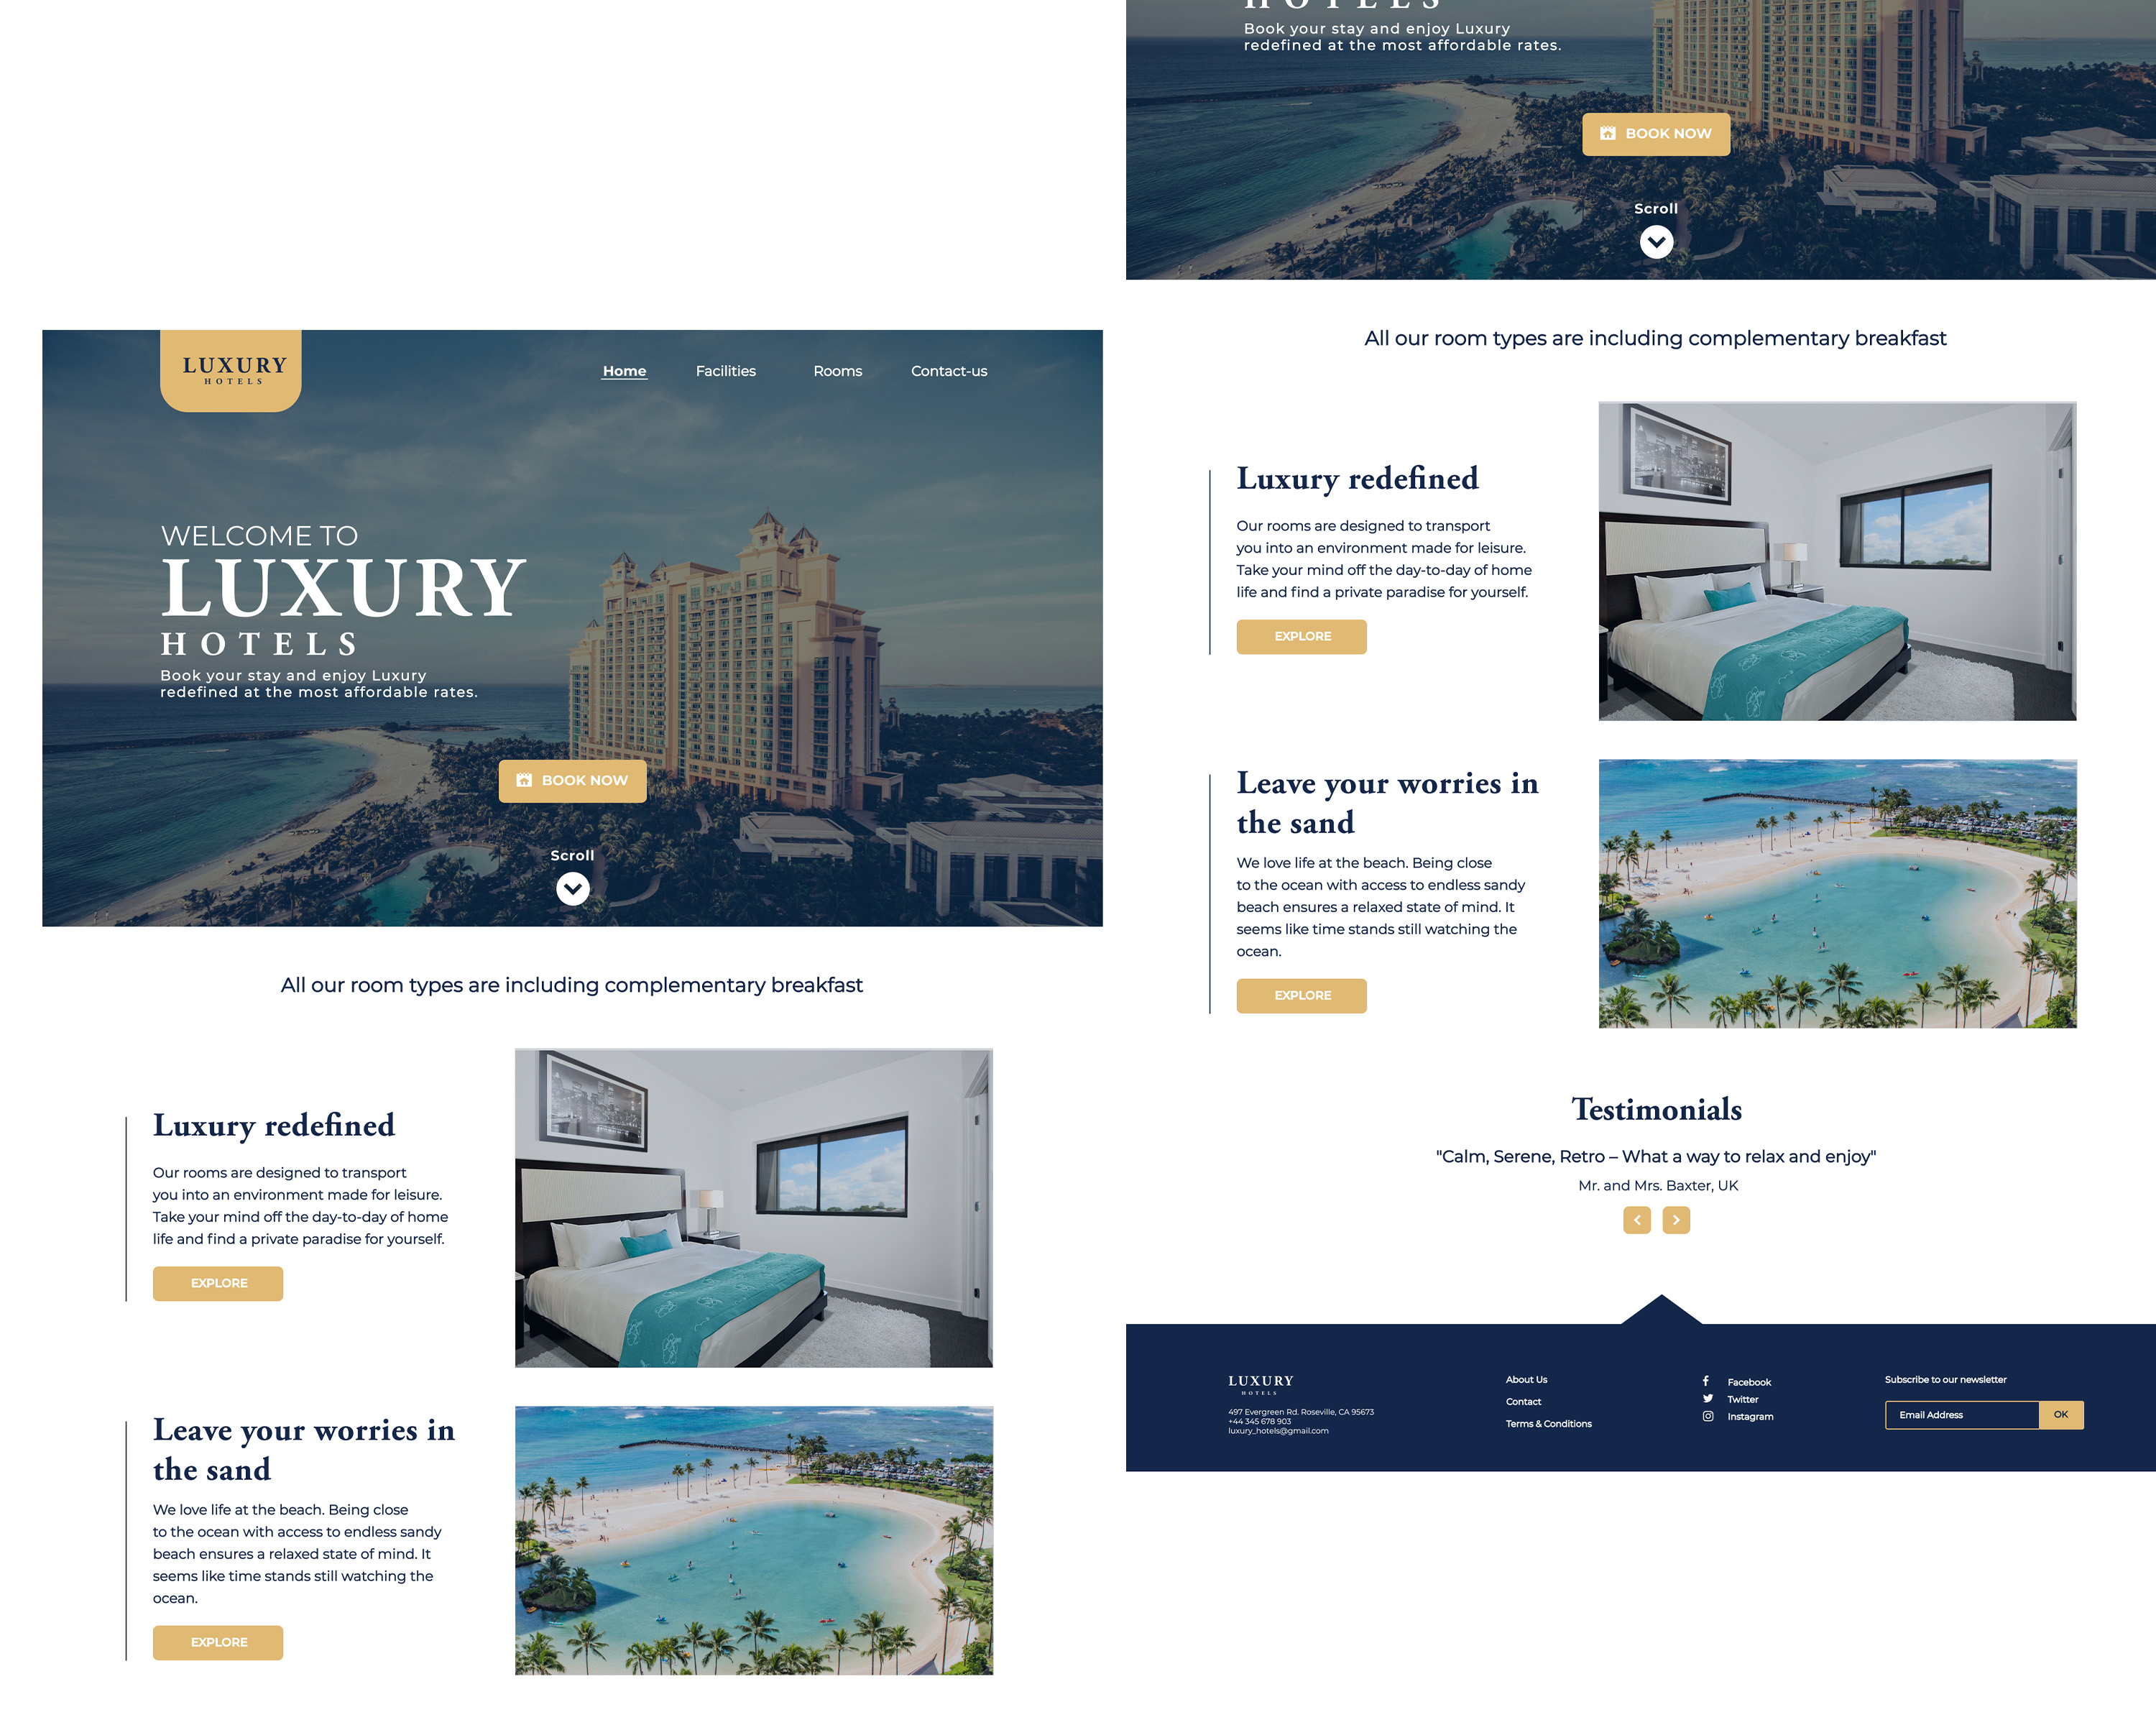 LUXURY
HOTELS
Home Facilities Rooms Contact-us
WELCOME TO
LUXURY
HOTELS
Book your stay and enjoy Luxury
redefined at the most affordable rates.
BOOK NOW
Scroll
All our room types are including complementary breakfast
Luxury redefined
Our rooms are designed to transport
you into an environment made for leisure.
Take your mind off the day-to-day of home
life and find a private paradise for yourself.
EXPLORE
Leave your worries in
the sand
We love life at the beach. Being close
to the ocean with access to endless sandy
beach ensures a relaxed state of mind. It
seems like time stands still watching the
ocean.
EXPLORE
HOTELS
Book your stay and enjoy Luxury
redefined at the most affordable rates.
BOOK NOW
Scroll
All our room types are including complementary breakfast
Luxury redefined
Our rooms are designed to transport
you into an environment made for leisure.
Take your mind off the day-to-day of home
life and find a private paradise for yourself.
EXPLORE
Leave your worries in
the sand
We love life at the beach. Being close
to the ocean with access to endless sandy
beach ensures a relaxed state of mind. It
seems like time stands still watching the
ocean.
EXPLORE
Testimonials
"Calm, Serene, Retro – What a way to relax and enjoy"
Mr. and Mrs. Baxter, UK
LUXURY
HOTELS
497 Evergreen Rd. Roseville, CA 95673
+44 345 678 903
luxury_hotels@gmail.com
About Us
Contact
Terms & Conditions
Facebook
Twitter
Instagram
Subscribe to our newsletter
Email Address OK